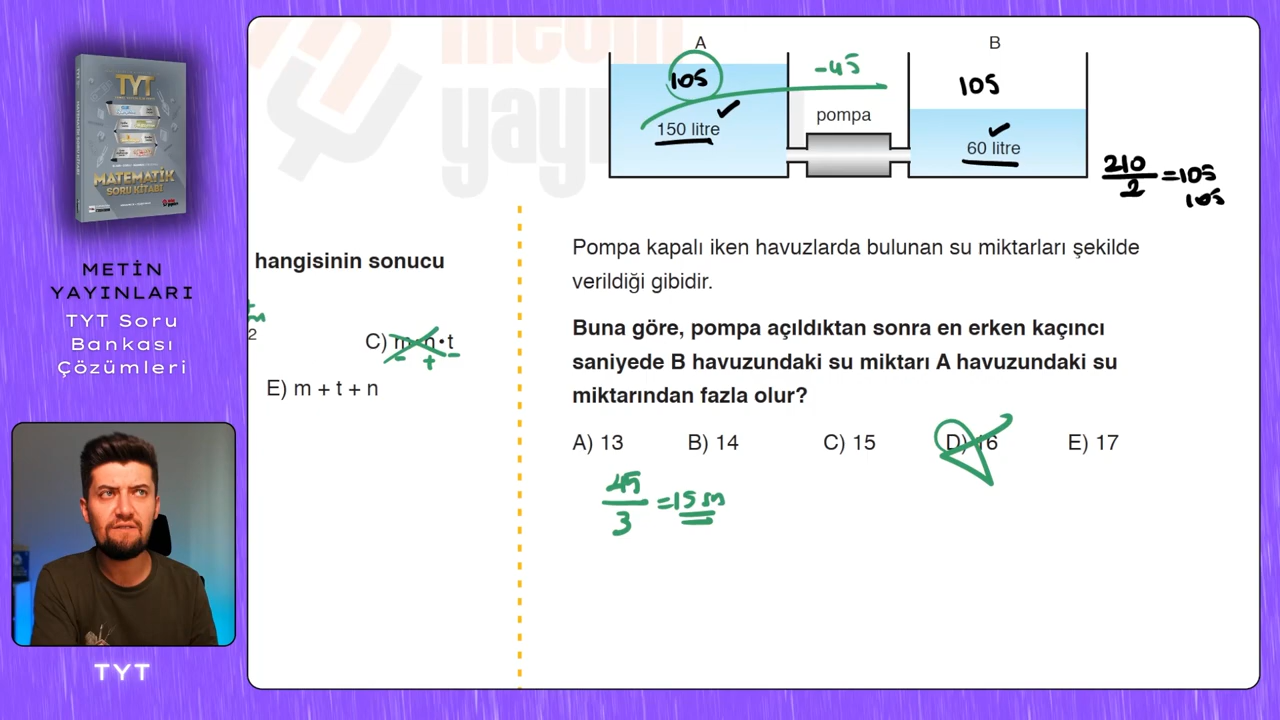 TYT
MATEMATİK
SORU KİTABI
METİN
YAYINLARI
TYT Soru
Bankası
Çözümleri
TYT
metin
yayı
A
B
105
-45
105
pompa
150 litre
60 litre
210
2
=105
105
Pompa kapalı iken havuzlarda bulunan su miktarları şekilde
verildiği gibidir.
hangisinin sonucu
2
C) m•n•t
- + -
E) m + t + n
Buna göre, pompa açıldıktan sonra en erken kaçıncı
saniyede B havuzundaki su miktarı A havuzundaki su
miktarından fazla olur?
A) 13 B) 14 C) 15 D) 16 E) 17
45
3
=15 sn